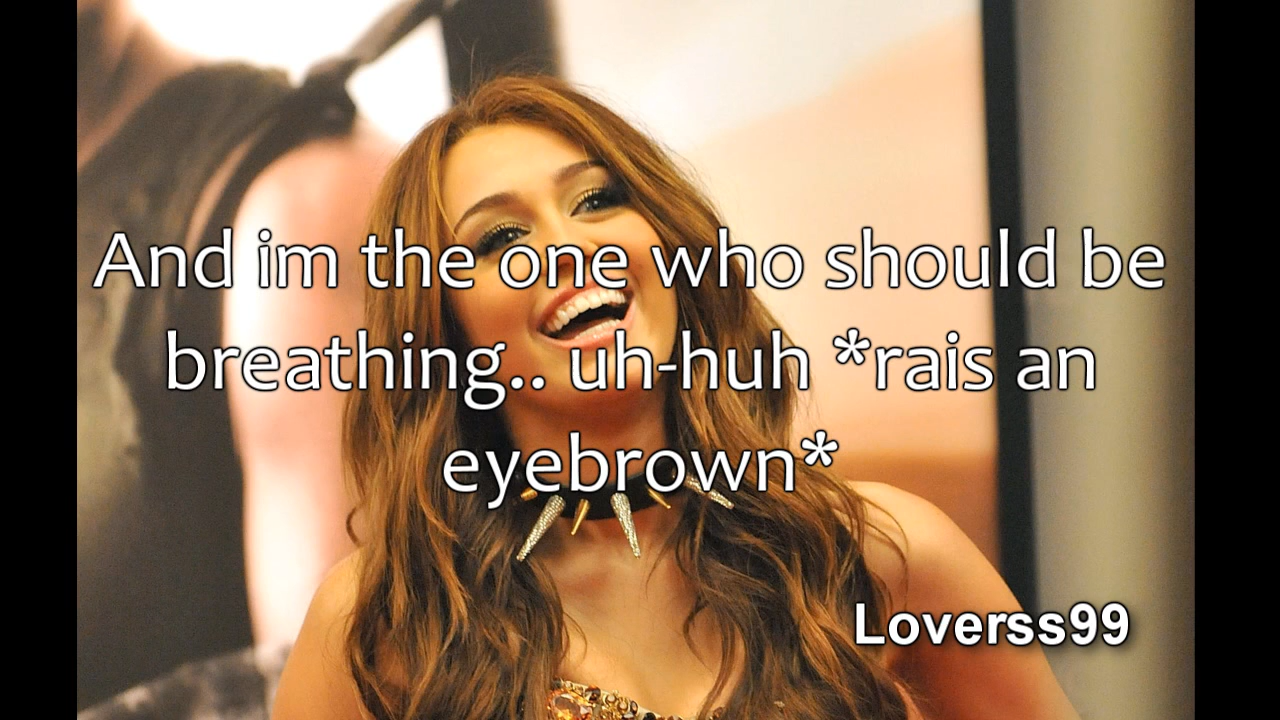 And im the one who should be
breathing.. uh-huh *rais an
eyebrown*
Loverss99